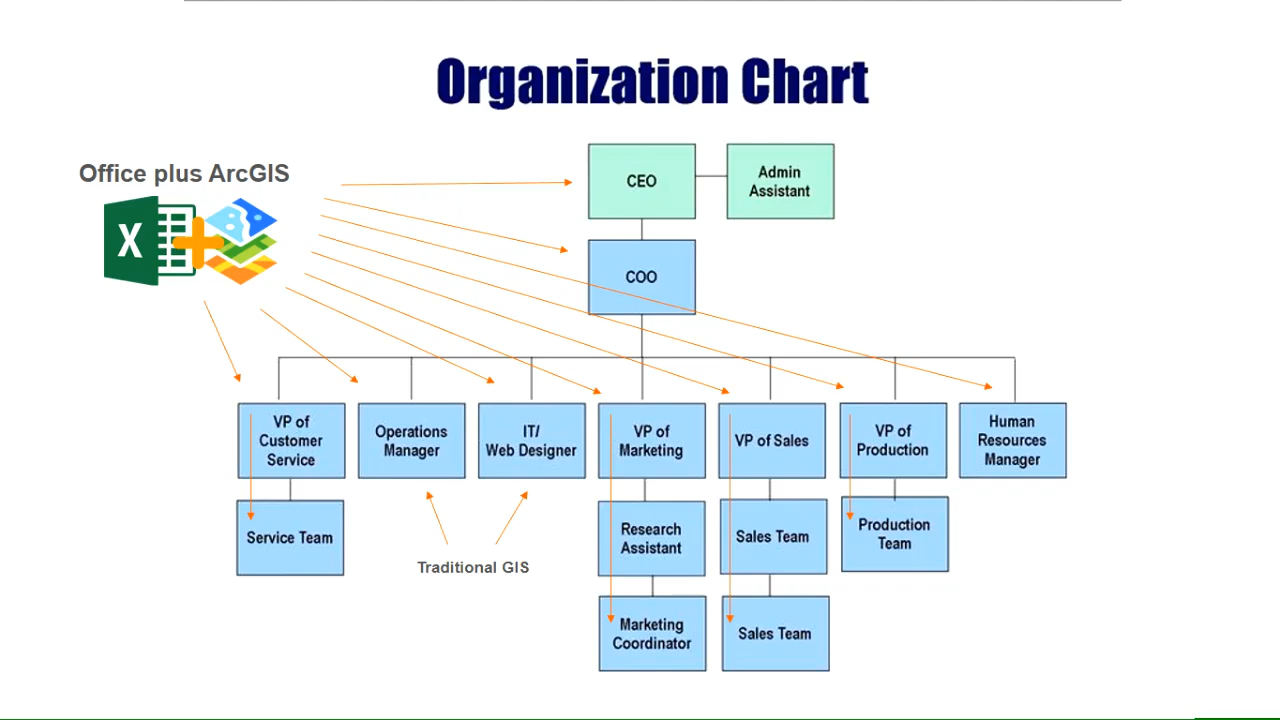 Organization Chart
Office plus ArcGIS
X
CEO
Admin
Assistant
COO
VP of
Customer
Service
Operations
Manager
IT/
Web Designer
VP of
Marketing
VP of Sales
VP of
Production
Human
Resources
Manager
Service Team
Traditional GIS
Research
Assistant
Sales Team
Production
Team
Marketing
Coordinator
Sales Team